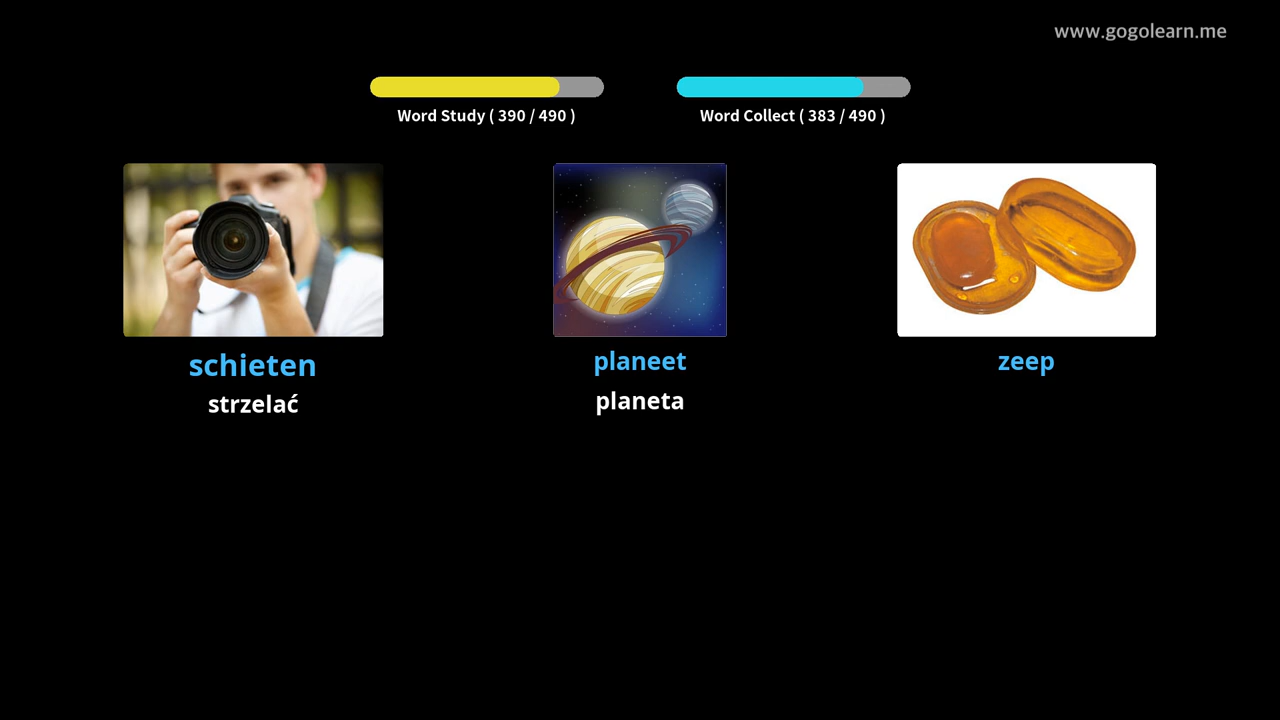 www.gogolearn.me
Word Study ( 390 / 490 )
Word Collect ( 383 / 490 )
schieten
strzelać
planeet
planeta
zeep